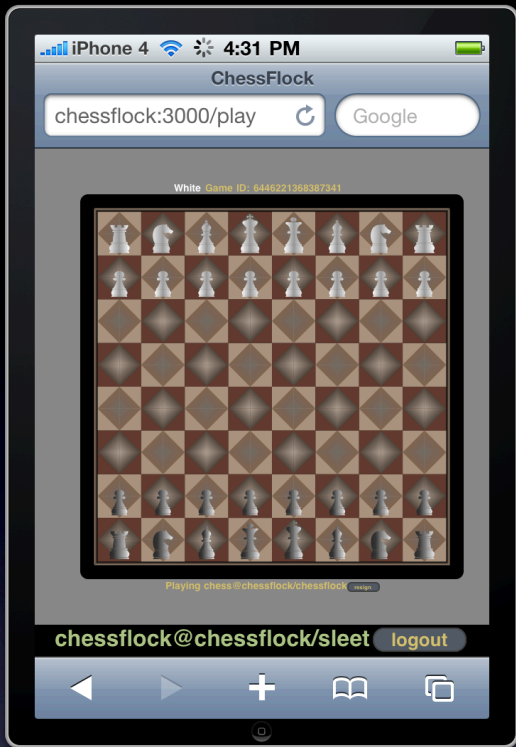 iPhone 4 4:31 PM
ChessFlock
chessflock:3000/play Google
White Game ID: 6446221368387341
Playing chess@chessflock/chessflock resign
chessflock@chessflock/sleet logout